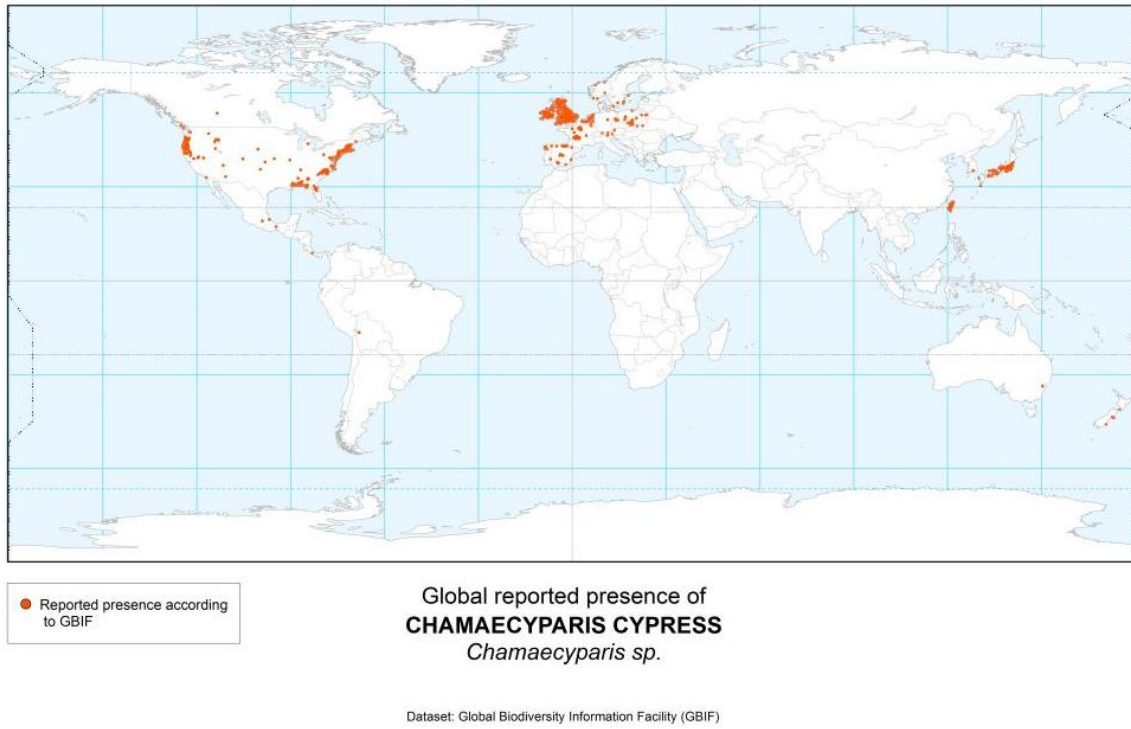 Reported presence according
to GBIF
Global reported presence of
CHAMAECYPARIS CYPRESS
Chamaecyparis sp.
Dataset: Global Biodiversity Information Facility (GBIF)